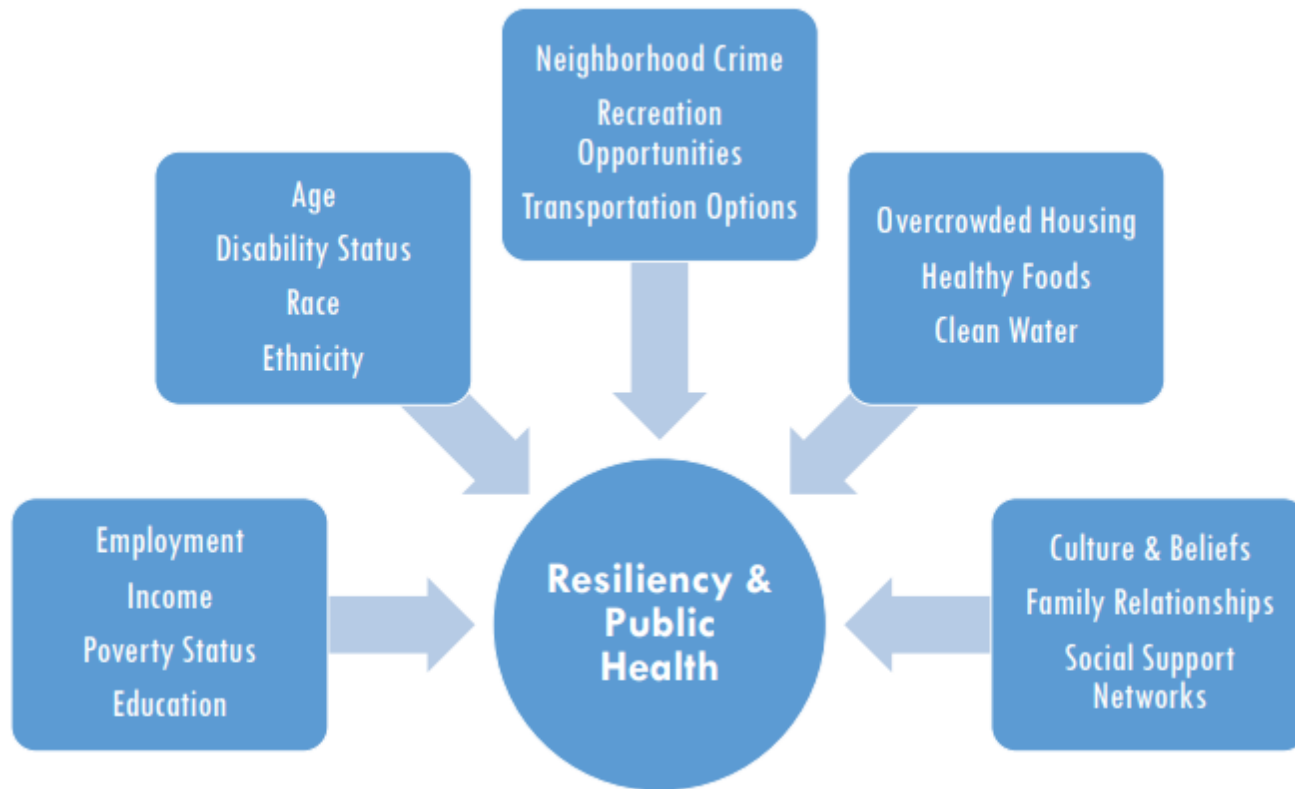 Neighborhood Crime
Recreation
Opportunities
Transportation Options
Age
Disability Status
Race
Ethnicity
Overcrowded Housing
Healthy Foods
Clean Water
Employment
Income
Poverty Status
Education
Resiliency &
Public
Health
Culture & Beliefs
Family Relationships
Social Support
Networks